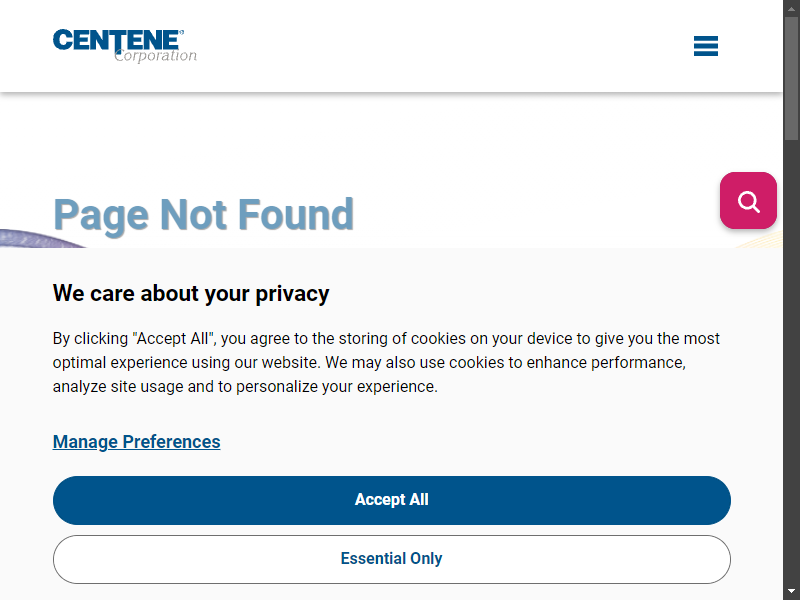 CENTENE
Corporation
Page Not Found
We care about your privacy
By clicking "Accept All", you agree to the storing of cookies on your device to give you the most
optimal experience using our website. We may also use cookies to enhance performance,
analyze site usage and to personalize your experience.
Manage Preferences
Accept All
Essential Only